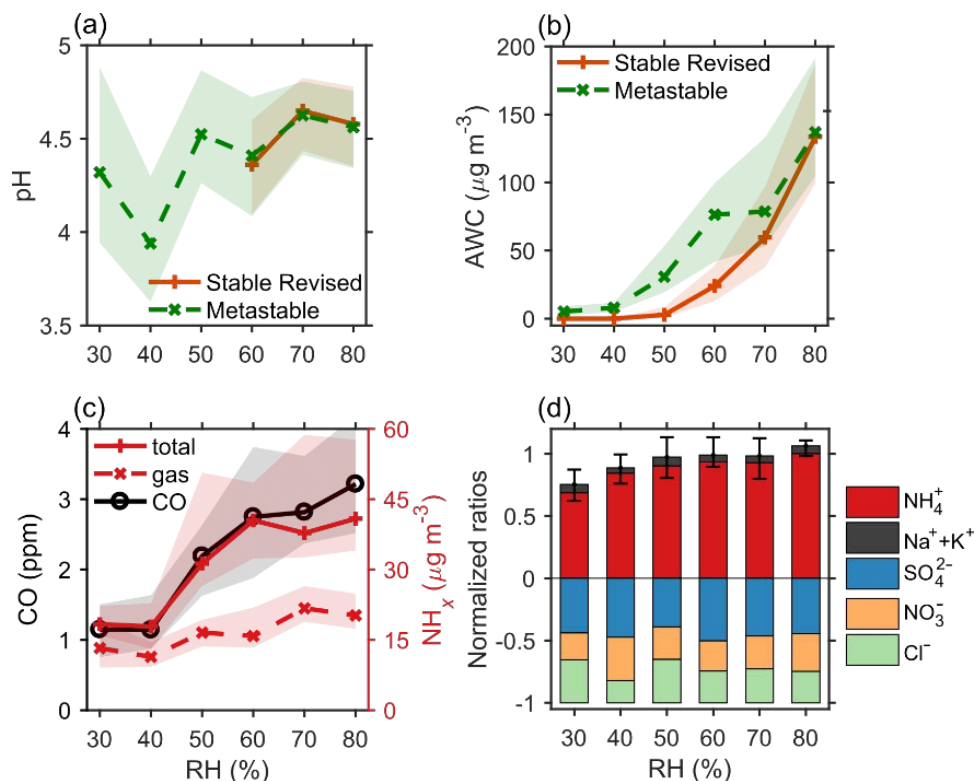 (a)
5
4.5
4
3.5
pH
Stable Revised
Metastable
30 40 50 60 70 80
(b)
200
150
100
50
0
AWC (μg m⁻³)
Stable Revised
Metastable
30 40 50 60 70 80
(c)
4
3
2
1
0
CO (ppm)
total
gas
CO
60
45
30
15
0
NHₓ (μg m⁻³)
30 40 50 60 70 80
RH (%)
(d)
1
0.5
0
-0.5
-1
Normalized ratios
30 40 50 60 70 80
RH (%)
NH₄⁺
Na⁺+K⁺
SO₄²⁻
NO₃⁻
Cl⁻